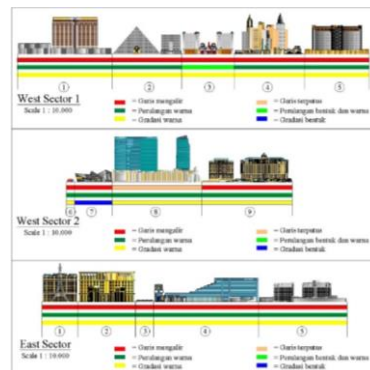 ① ② ③ ④ ⑤
West Sector 1
Scale 1 : 10.000
= Garis mengalir
= Perulangan warna
= Gradasi warna
= Garis terputus
= Perulangan bentuk dan warna
= Gradasi bentuk
⑥ ⑦ ⑧ ⑨
West Sector 2
Scale 1 : 10.000
= Garis mengalir
= Perulangan warna
= Gradasi warna
= Garis terputus
= Perulangan bentuk dan warna
= Gradasi bentuk
① ② ③ ④ ⑤
East Sector
Scale 1 : 10.000
= Garis mengalir
= Perulangan warna
= Gradasi warna
= Garis terputus
= Perulangan bentuk dan warna
= Gradasi bentuk